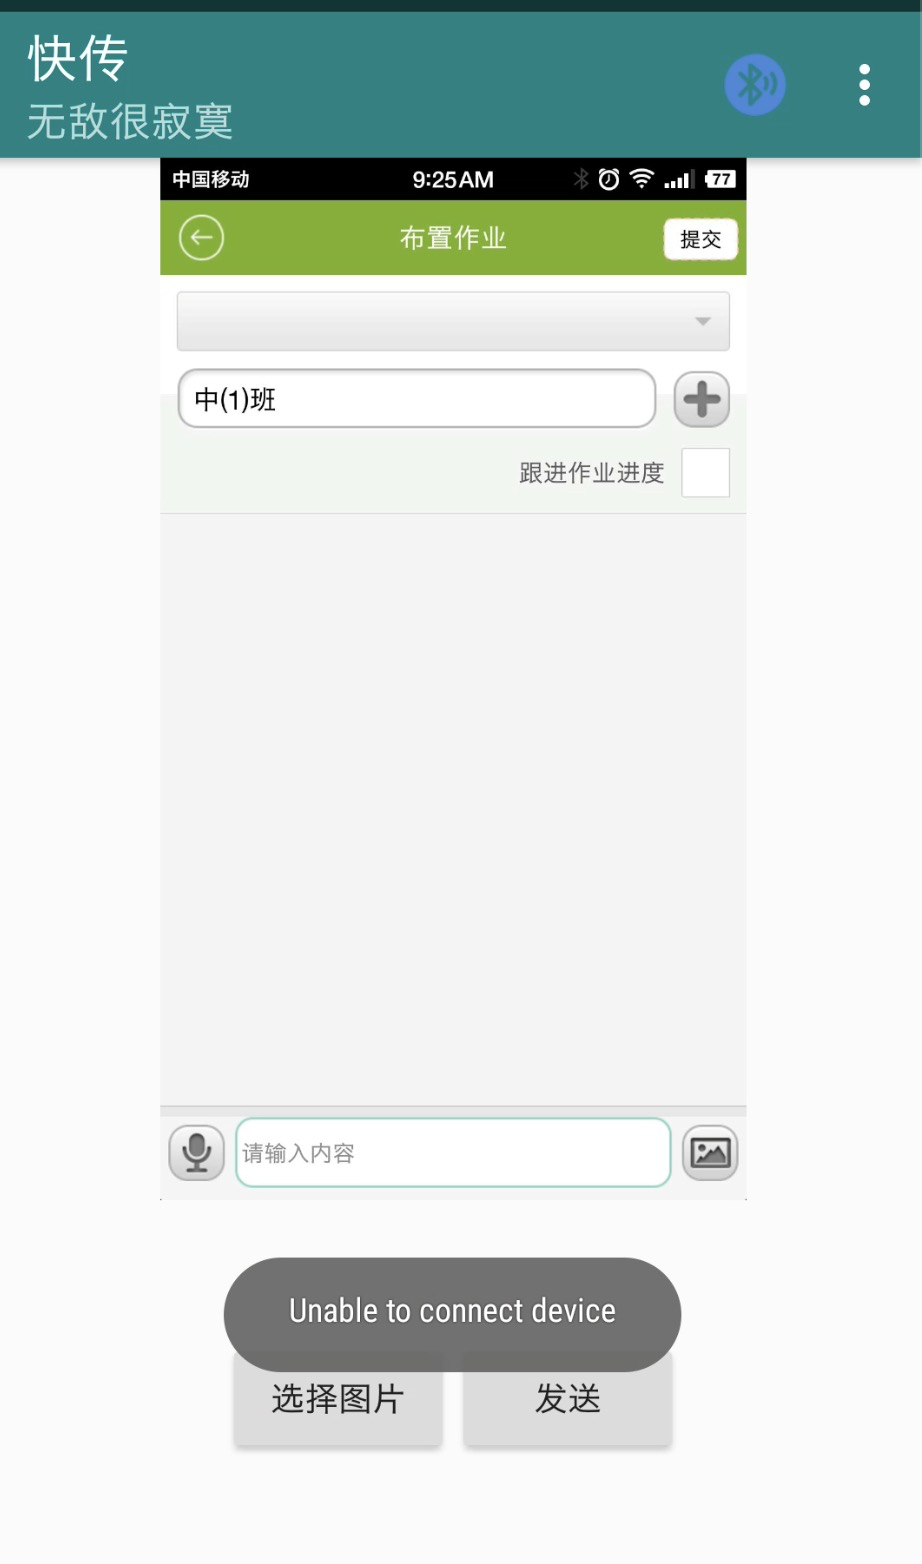 快传
无敌很寂寞
中国移动 9:25AM 77
布置作业 提交
中(1)班
跟进作业进度
请输入内容
Unable to connect device
选择图片 发送